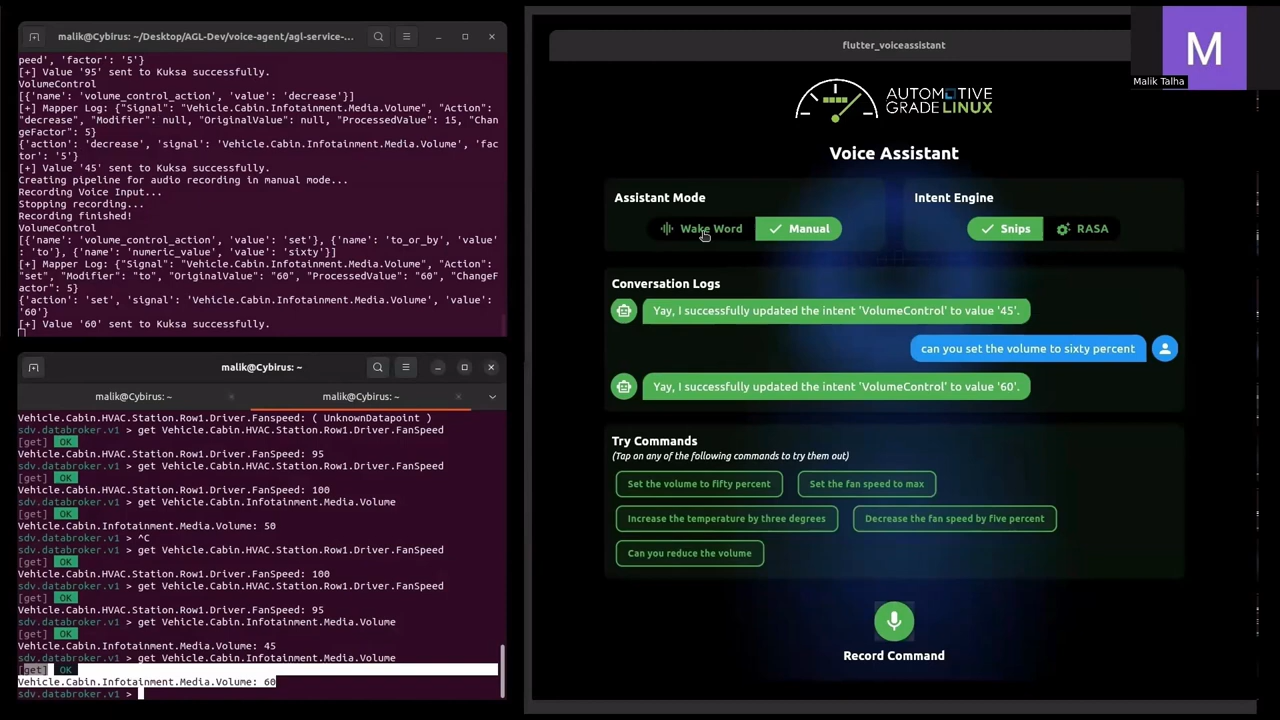 malik@Cybirus: ~/Desktop/AGL-Dev/voice-agent/agl-service-...
peed', 'factor': '5'}
[+] Value '95' sent to Kuksa successfully.
VolumeControl
[{'name': 'volume_control_action', 'value': 'decrease'}]
[+] Mapper Log: {"Signal": "Vehicle.Cabin.Infotainment.Media.Volume", "Action":
"decrease", "Modifier": null, "OriginalValue": null, "ProcessedValue": 15, "Chan
geFactor": 5}
{'action': 'decrease', 'signal': 'Vehicle.Cabin.Infotainment.Media.Volume', 'fac
tor': '5'}
[+] Value '45' sent to Kuksa successfully.
Creating pipeline for audio recording in manual mode...
Recording Voice Input...
Stopping recording...
Recording finished!
VolumeControl
[{'name': 'volume_control_action', 'value': 'set'}, {'name': 'to_or_by', 'value'
: 'to'}, {'name': 'numeric_value', 'value': 'sixty'}]
[+] Mapper Log: {"Signal": "Vehicle.Cabin.Infotainment.Media.Volume", "Action":
"set", "Modifier": "to", "OriginalValue": "60", "ProcessedValue": "60", "ChangeF
actor": 5}
{'action': 'set', 'signal': 'Vehicle.Cabin.Infotainment.Media.Volume', 'value':
'60'}
[+] Value '60' sent to Kuksa successfully.
malik@Cybirus: ~
malik@Cybirus: ~
malik@Cybirus: ~
Vehicle.Cabin.HVAC.Station.Row1.Driver.Fanspeed: ( UnknownDatapoint )
sdv.databroker.v1 > get Vehicle.Cabin.HVAC.Station.Row1.Driver.FanSpeed
[get] OK
Vehicle.Cabin.HVAC.Station.Row1.Driver.FanSpeed: 95
sdv.databroker.v1 > get Vehicle.Cabin.HVAC.Station.Row1.Driver.FanSpeed
[get] OK
Vehicle.Cabin.HVAC.Station.Row1.Driver.FanSpeed: 100
sdv.databroker.v1 > get Vehicle.Cabin.Infotainment.Media.Volume
[get] OK
Vehicle.Cabin.Infotainment.Media.Volume: 50
sdv.databroker.v1 > ^C
sdv.databroker.v1 > get Vehicle.Cabin.HVAC.Station.Row1.Driver.FanSpeed
[get] OK
Vehicle.Cabin.HVAC.Station.Row1.Driver.FanSpeed: 100
sdv.databroker.v1 > get Vehicle.Cabin.HVAC.Station.Row1.Driver.FanSpeed
[get] OK
Vehicle.Cabin.HVAC.Station.Row1.Driver.FanSpeed: 95
sdv.databroker.v1 > get Vehicle.Cabin.Infotainment.Media.Volume
[get] OK
Vehicle.Cabin.Infotainment.Media.Volume: 45
sdv.databroker.v1 > get Vehicle.Cabin.Infotainment.Media.Volume
[get] OK
Vehicle.Cabin.Infotainment.Media.Volume: 60
sdv.databroker.v1 >
flutter_voiceassistant
M
Malik Talha
AUTOMOTIVE
GRADELINUX
Voice Assistant
Assistant Mode
Wake Word
Manual
Intent Engine
Snips
RASA
Conversation Logs
Yay, I successfully updated the intent 'VolumeControl' to value '45'.
can you set the volume to sixty percent
Yay, I successfully updated the intent 'VolumeControl' to value '60'.
Try Commands
(Tap on any of the following commands to try them out)
Set the volume to fifty percent
Set the fan speed to max
Increase the temperature by three degrees
Decrease the fan speed by five percent
Can you reduce the volume
Record Command